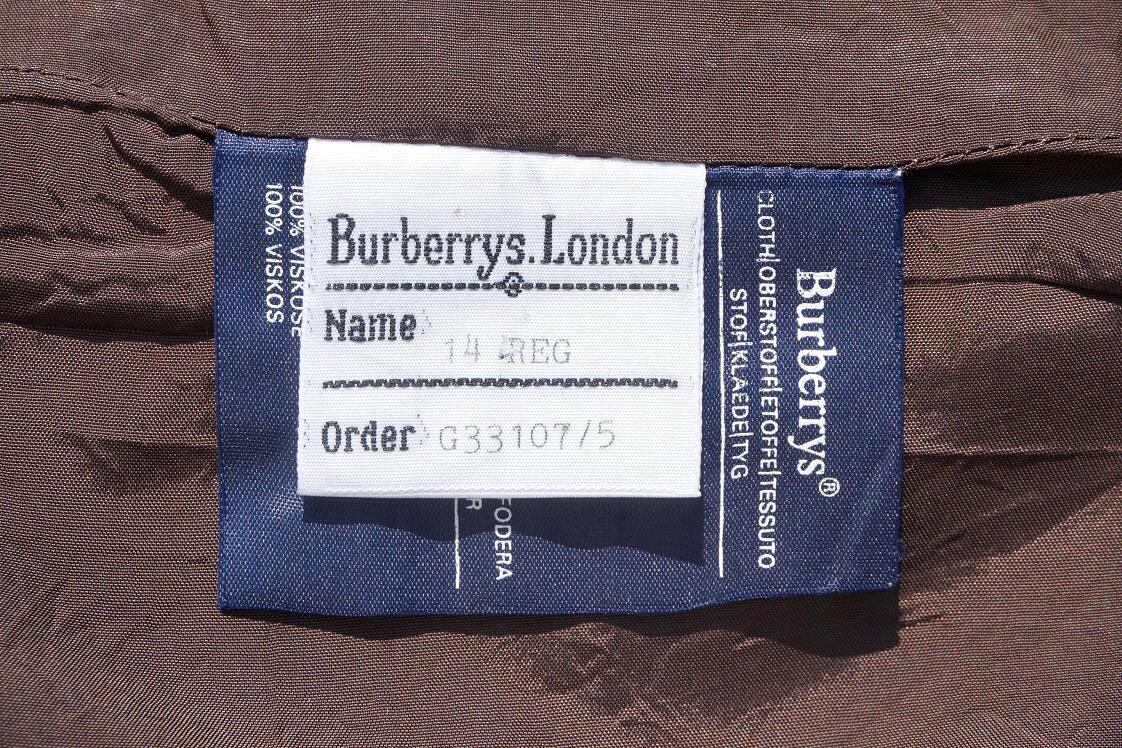 Burberrys.London
Name 14 REG
Order G33107/5
Burberrys®
CLOTH|OBERSTOFF|ETOFFE|TESSUTO
STOF|KLAEDE|TYG
FODERA
100% VISKOSE
100% VISKOS